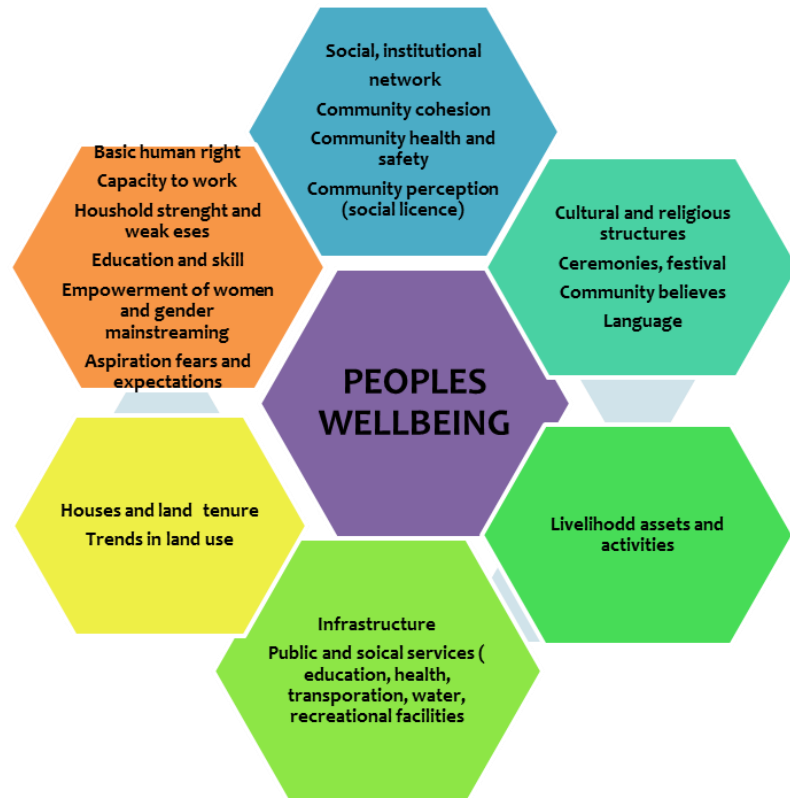 Social, institutional
network
Community cohesion
Community health and
safety
Community perception
(social licence)
Basic human right
Capacity to work
Houshold strenght and
weak eses
Education and skill
Empowerment of women
and gender
mainstreaming
Aspiration fears and
expectations
Cultural and religious
structures
Ceremonies, festival
Community believes
Language
PEOPLES
WELLBEING
Houses and land tenure
Trends in land use
Livelihodd assets and
activities
Infrastructure
Public and soical services (
education, health,
transporation, water,
recreational facilities